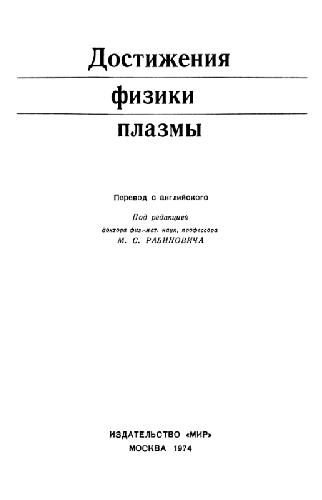 Достижения
физики
плазмы
Перевод с английского
Под редакцией
доктора физ.-мат. наук, профессора
М. С. РАБИНОВИЧА
ИЗДАТЕЛЬСТВО «МИР»
МОСКВА 1974